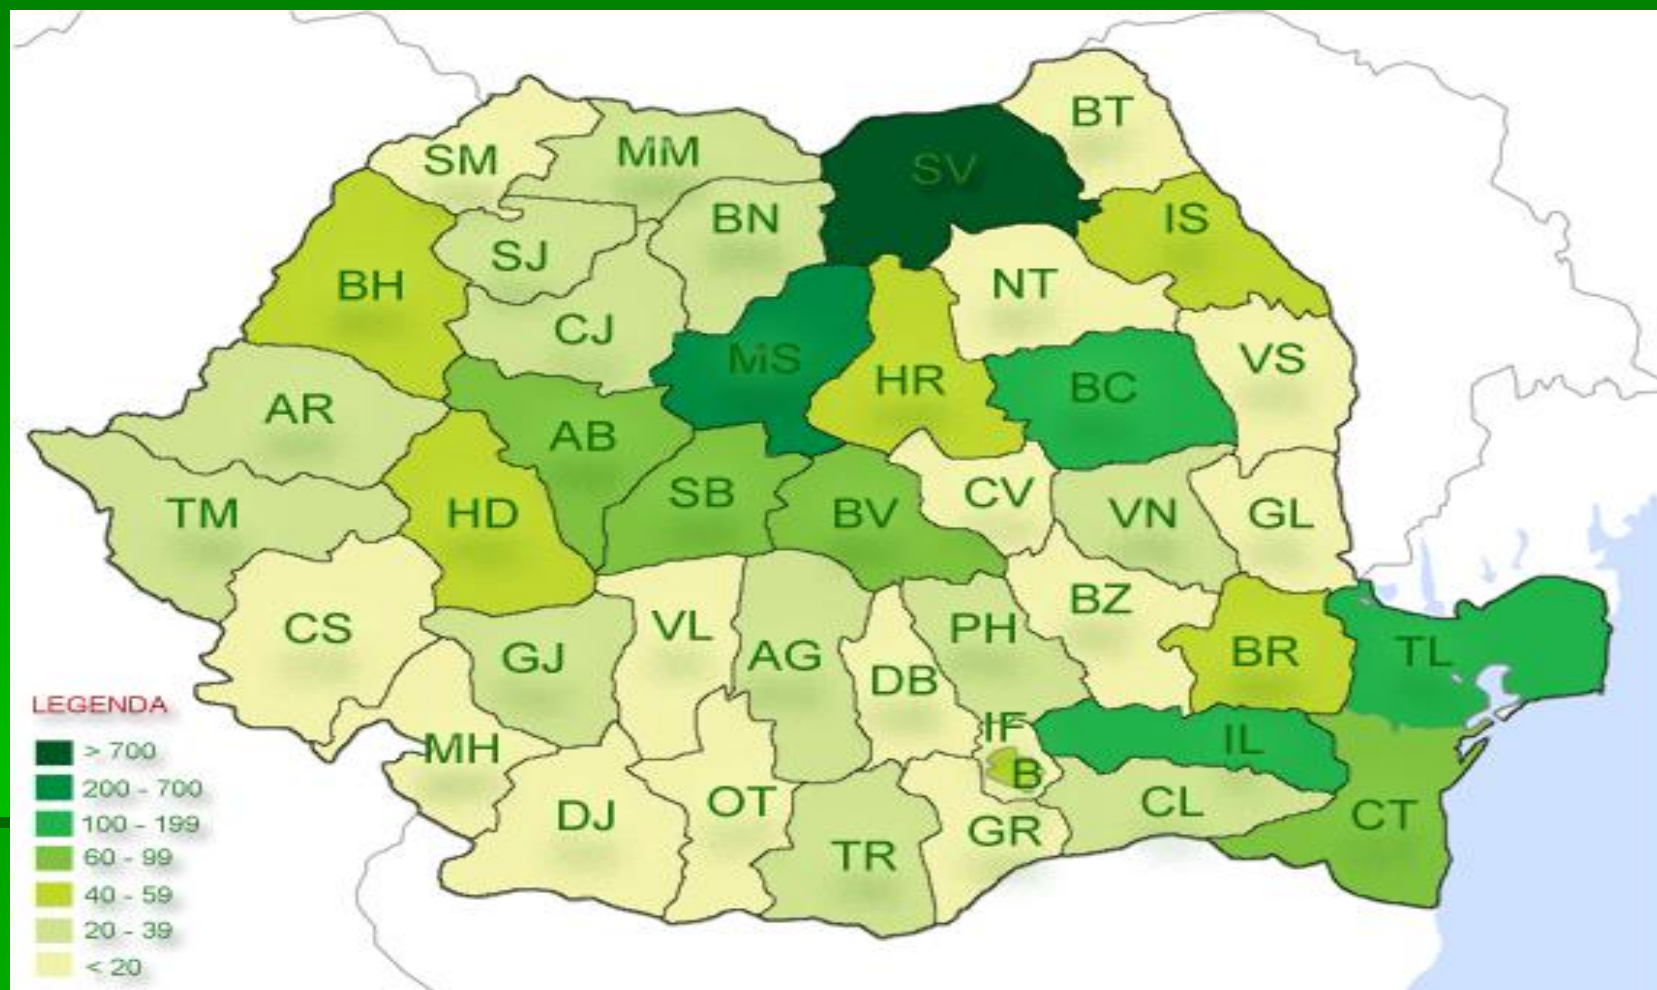 BT
SM
MM
SV
BN
IS
SJ
BH
NT
CJ
MS
VS
HR
BC
AR
AB
SB
CV
TM
HD
BV
VN
GL
BZ
CS
VL
PH
GJ
AG
BR
TL
DB
LEGENDA
IF
IL
MH
> 700
B
200 - 700
OT
CL
DJ
CT
100 - 199
GR
TR
60 - 99
40 - 59
20 - 39
< 20